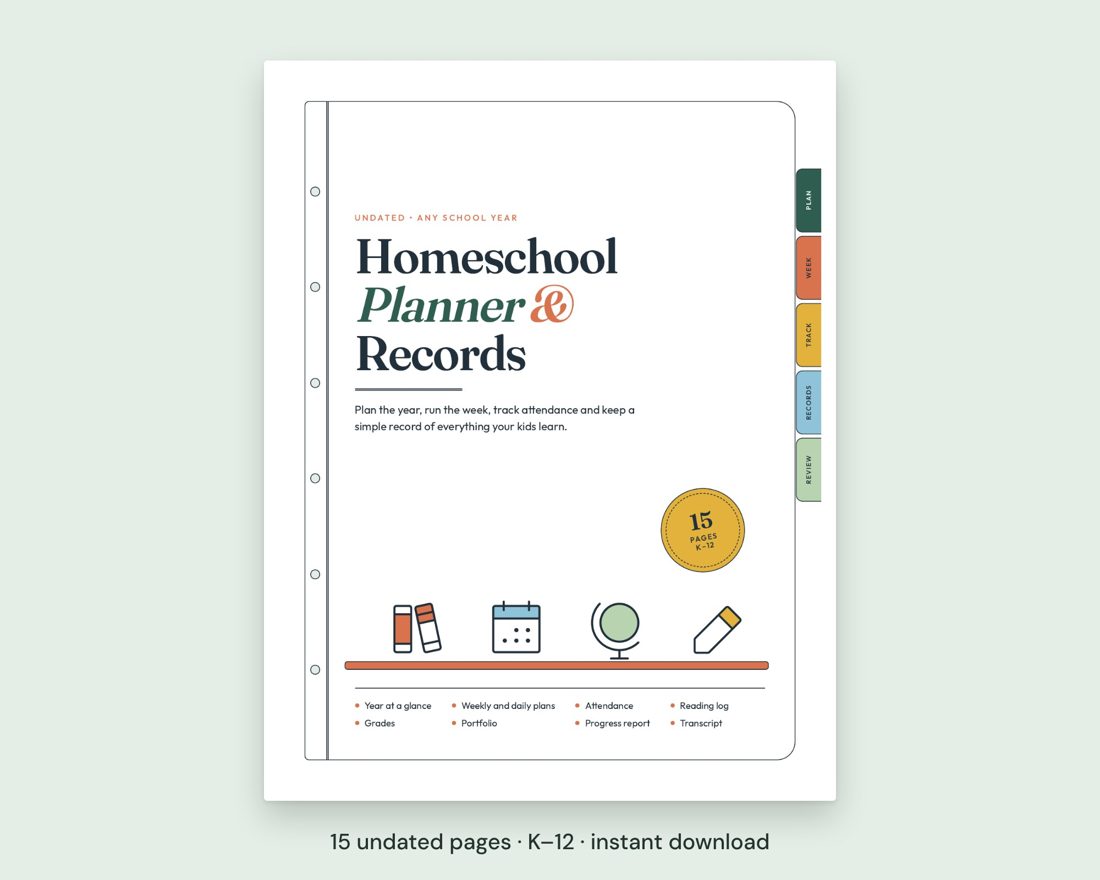 UNDATED • ANY SCHOOL YEAR
Homeschool
Planner &
Records
Plan the year, run the week, track attendance and keep a
simple record of everything your kids learn.
PLAN
WEEK
TRACK
RECORDS
REVIEW
15
PAGES
K–12
• Year at a glance • Weekly and daily plans • Attendance • Reading log
• Grades • Portfolio • Progress report • Transcript
15 undated pages · K–12 · instant download